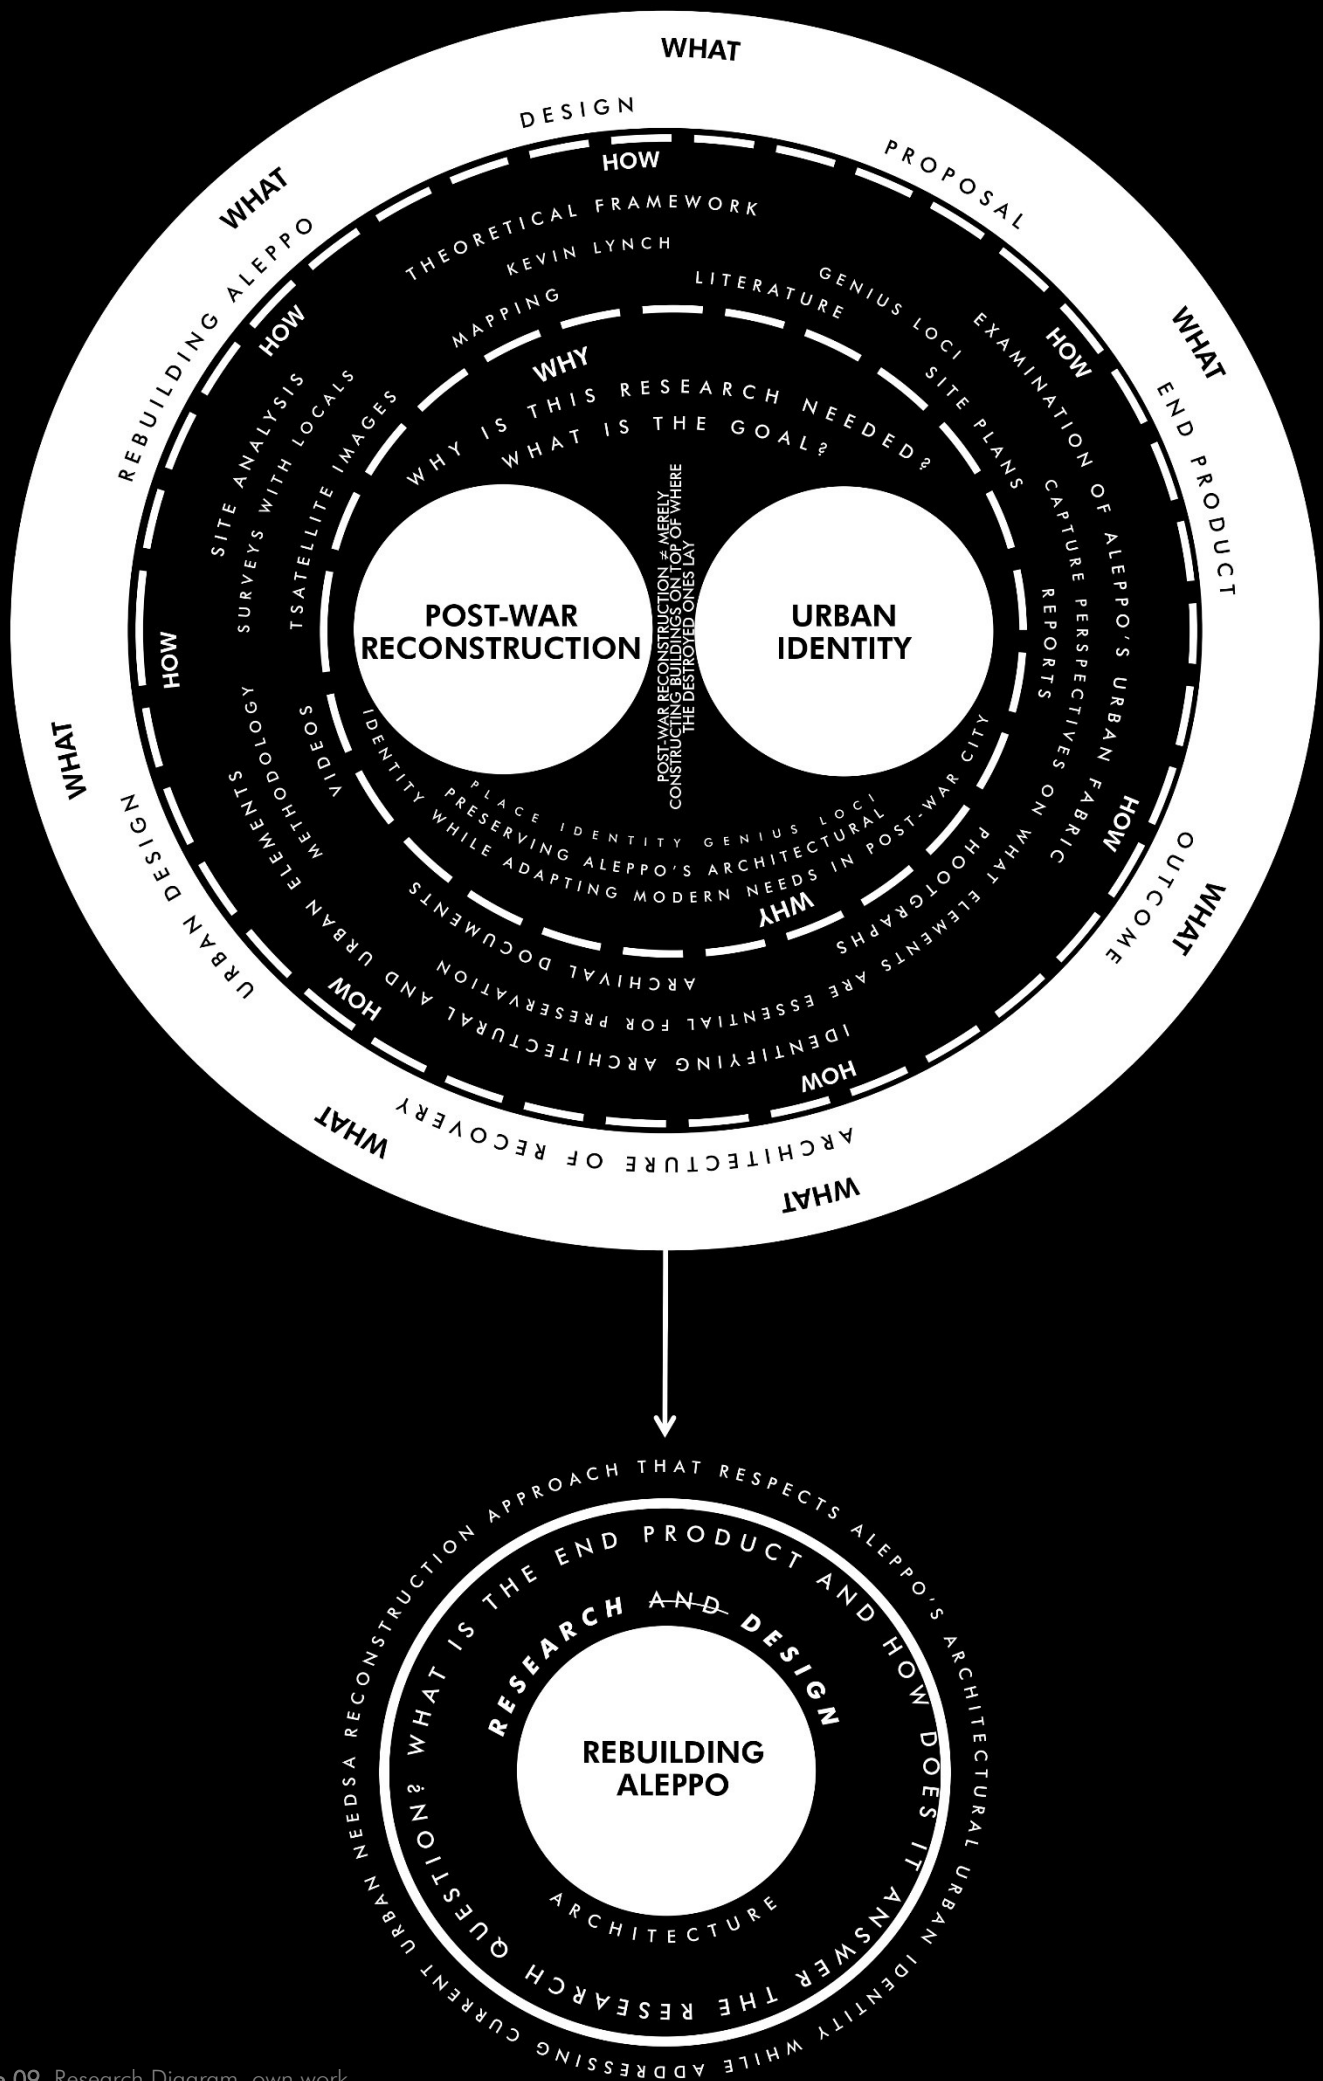 WHAT
DESIGN
PROPOSAL
WHAT
REBUILDING ALEPPO
WHAT
END PRODUCT
WHAT
OUTCOME
WHAT
URBAN DESIGN
WHAT
ARCHITECTURE OF RECOVERY
WHAT
HOW
THEORETICAL FRAMEWORK
KEVIN LYNCH
MAPPING
LITERATURE
GENIUS LOCI
SITE PLANS
HOW
EXAMINATION OF ALEPPO'S URBAN FABRIC
CAPTURE PERSPECTIVES ON WHAT ELEMENTS ARE ESSENTIAL FOR PRESERVATION
REPORTS
HOW
PHOOTGRAPHS
HOW
IDENTIFYING ARCHITECTURAL AND URBAN ELEMENTS
ARCHIVAL DOCUMENTS
HOW
METHODOLOGY
VIDEOS
HOW
HOW
SITE ANALYSIS
SURVEYS WITH LOCALS
TSATELLITE IMAGES
WHY
WHY IS THIS RESEARCH NEEDED?
WHAT IS THE GOAL?
POST-WAR
RECONSTRUCTION
POST-WAR RECONSTRUCTION ≠ MERELY
CONSTRUCTING BUILDINGS ON TOP OF WHERE
THE DESTROYED ONES LAY
URBAN
IDENTITY
PLACE IDENTITY GENIUS LOCI
PRESERVING ALEPPO'S ARCHITECTURAL
IDENTITY WHILE ADAPTING MODERN NEEDS IN POST-WAR CITY
WHY
A RECONSTRUCTION APPROACH THAT RESPECTS ALEPPO'S ARCHITECTURAL URBAN IDENTITY WHILE ADDRESSING CURRENT URBAN NEEDS
WHAT IS THE END PRODUCT AND HOW DOES IT ANSWER THE RESEARCH QUESTION?
RESEARCH AND DESIGN
REBUILDING
ALEPPO
ARCHITECTURE
09 Research Diagram, own work